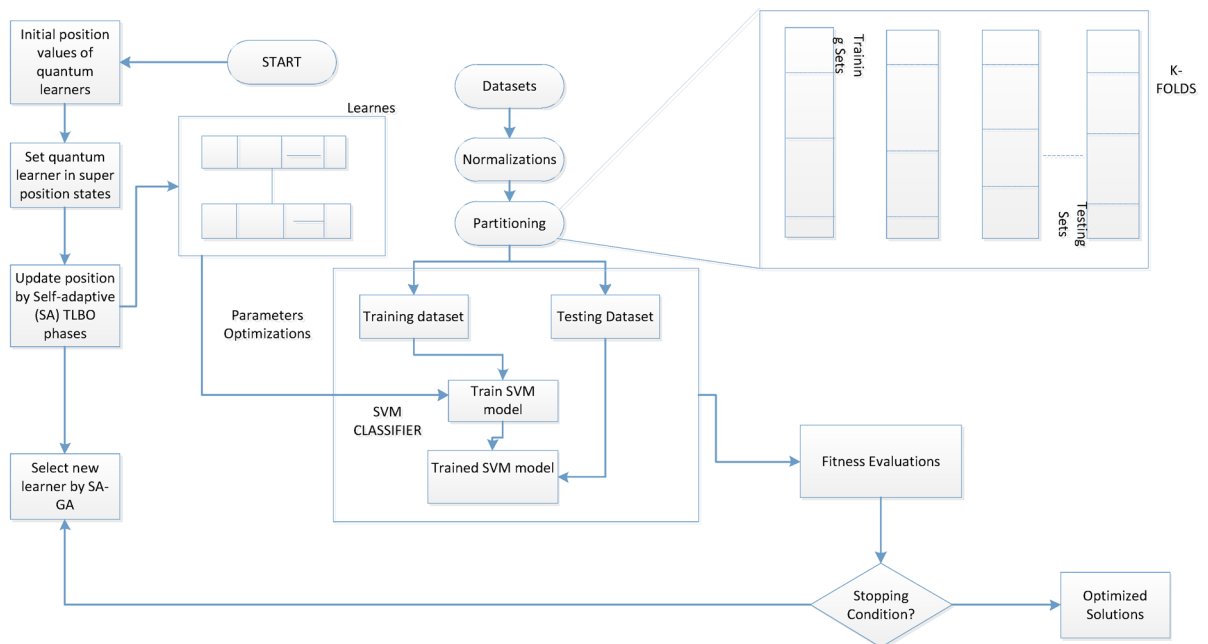 Initial position
values of
quantum
learners
START
Set quantum
learner in super
position states
Update position
by Self-adaptive
(SA) TLBO
phases
Select new
learner by SA-
GA
Learnes
Parameters
Optimizations
Datasets
Normalizations
Partitioning
Trainin
g Sets
Testing
Sets
K-
FOLDS
Training dataset
Testing Dataset
Train SVM
model
SVM
CLASSIFIER
Trained SVM model
Fitness Evaluations
Stopping
Condition?
Optimized
Solutions